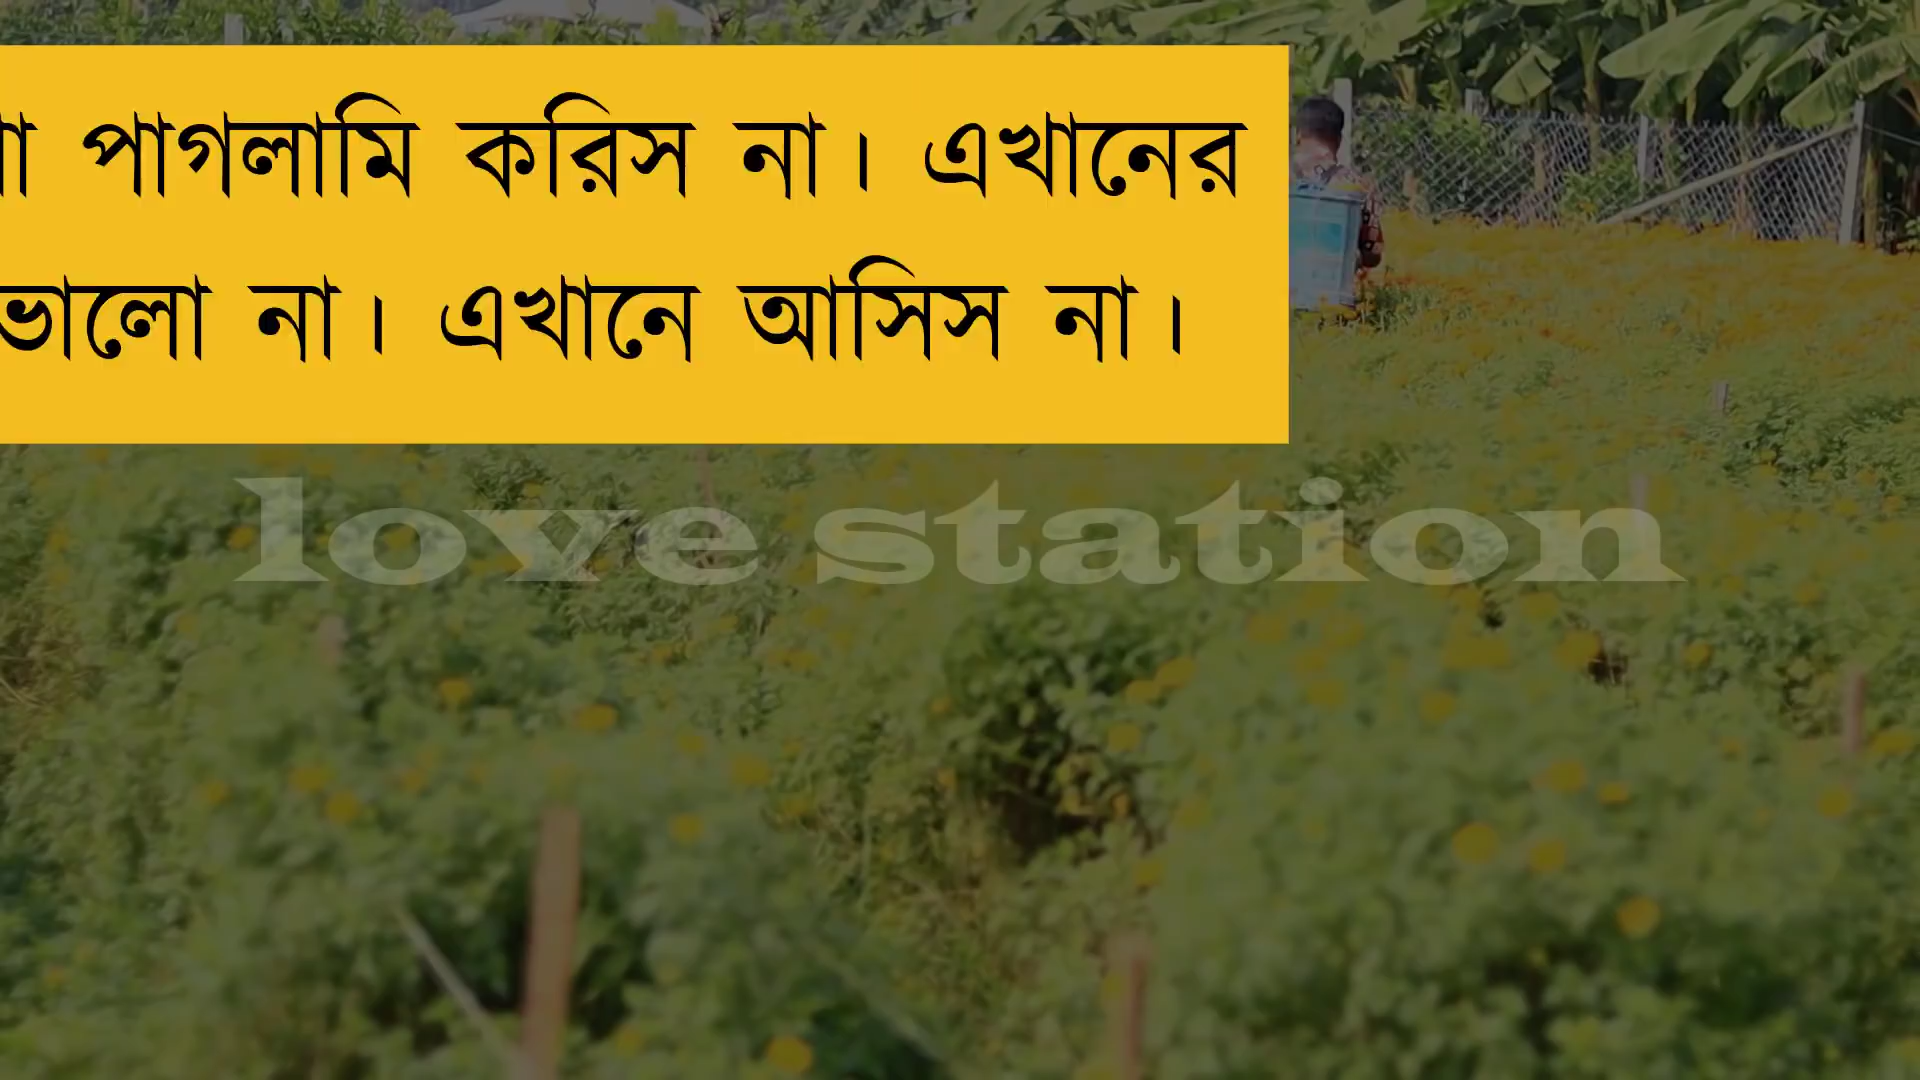 পাগলামি করিস না। এখানের
ভালো না। এখানে আসিস না।
love station